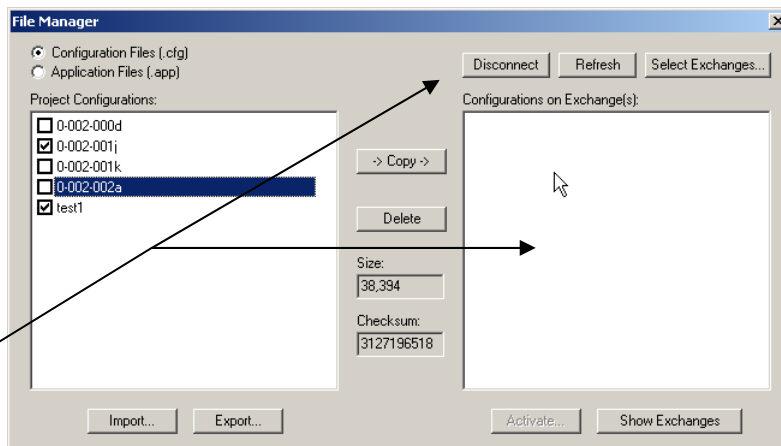 File Manager
Configuration Files (.cfg)
Application Files (.app)
Disconnect
Refresh
Select Exchanges...
Project Configurations:
Configurations on Exchange(s):
0-002-000d
0-002-001j
0-002-001k
0-002-002a
test1
-> Copy ->
Delete
Size:
38,394
Checksum:
3127196518
Import...
Export...
Activate...
Show Exchanges